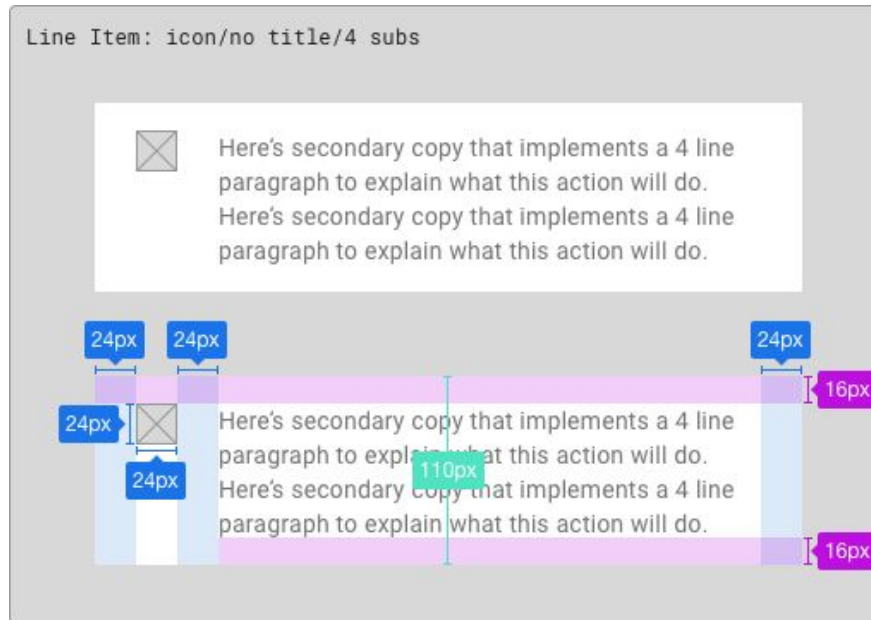 Line Item: icon/no title/4 subs
Here's secondary copy that implements a 4 line
paragraph to explain what this action will do.
Here's secondary copy that implements a 4 line
paragraph to explain what this action will do.
24px 24px 24px
16px
24px
Here's secondary copy that implements a 4 line
paragraph to explain what this action will do.
24px
110px
Here's secondary copy that implements a 4 line
paragraph to explain what this action will do.
16px